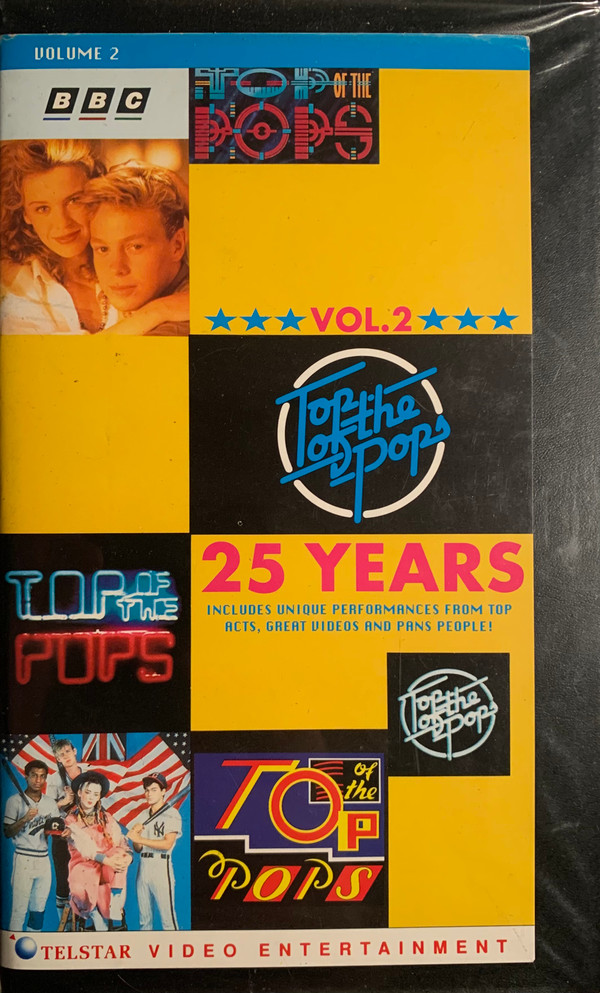 VOLUME 2
BBC
TOP OF THE
POPS
★★★VOL.2★★★
Top of the Pops
25 YEARS
INCLUDES UNIQUE PERFORMANCES FROM TOP
ACTS, GREAT VIDEOS AND PANS PEOPLE!
TOP OF THE
POPS
Top of the Pops
TOP of the
POPS
TELSTAR VIDEO ENTERTAINMENT